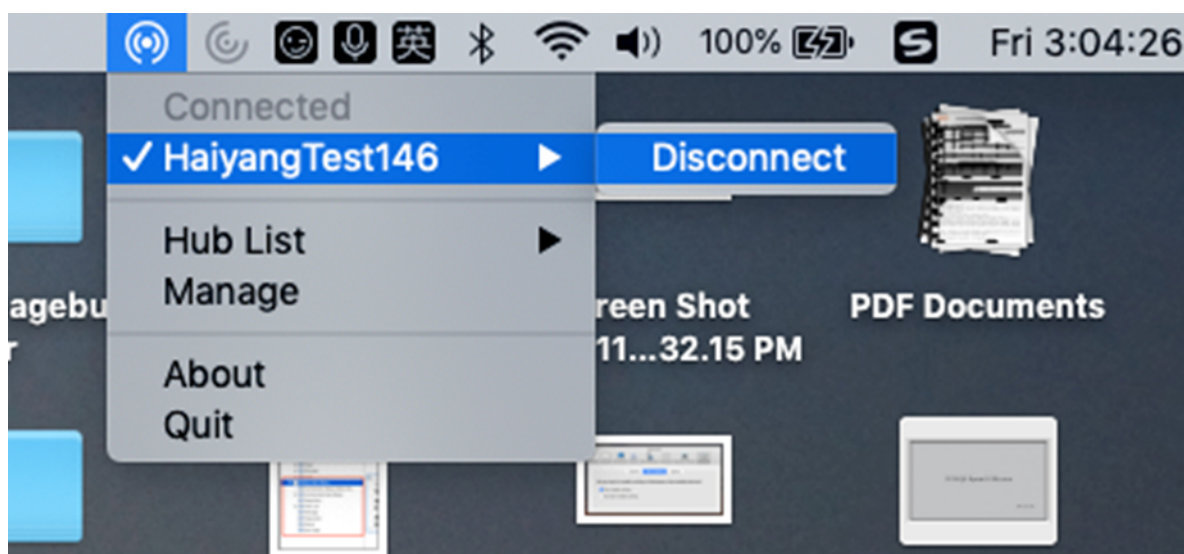 英 100% S Fri 3:04:26
Connected
HaiyangTest146
Disconnect
Hub List
Manage
About
Quit
agebu
r
reen Shot
11...32.15 PM
PDF Documents